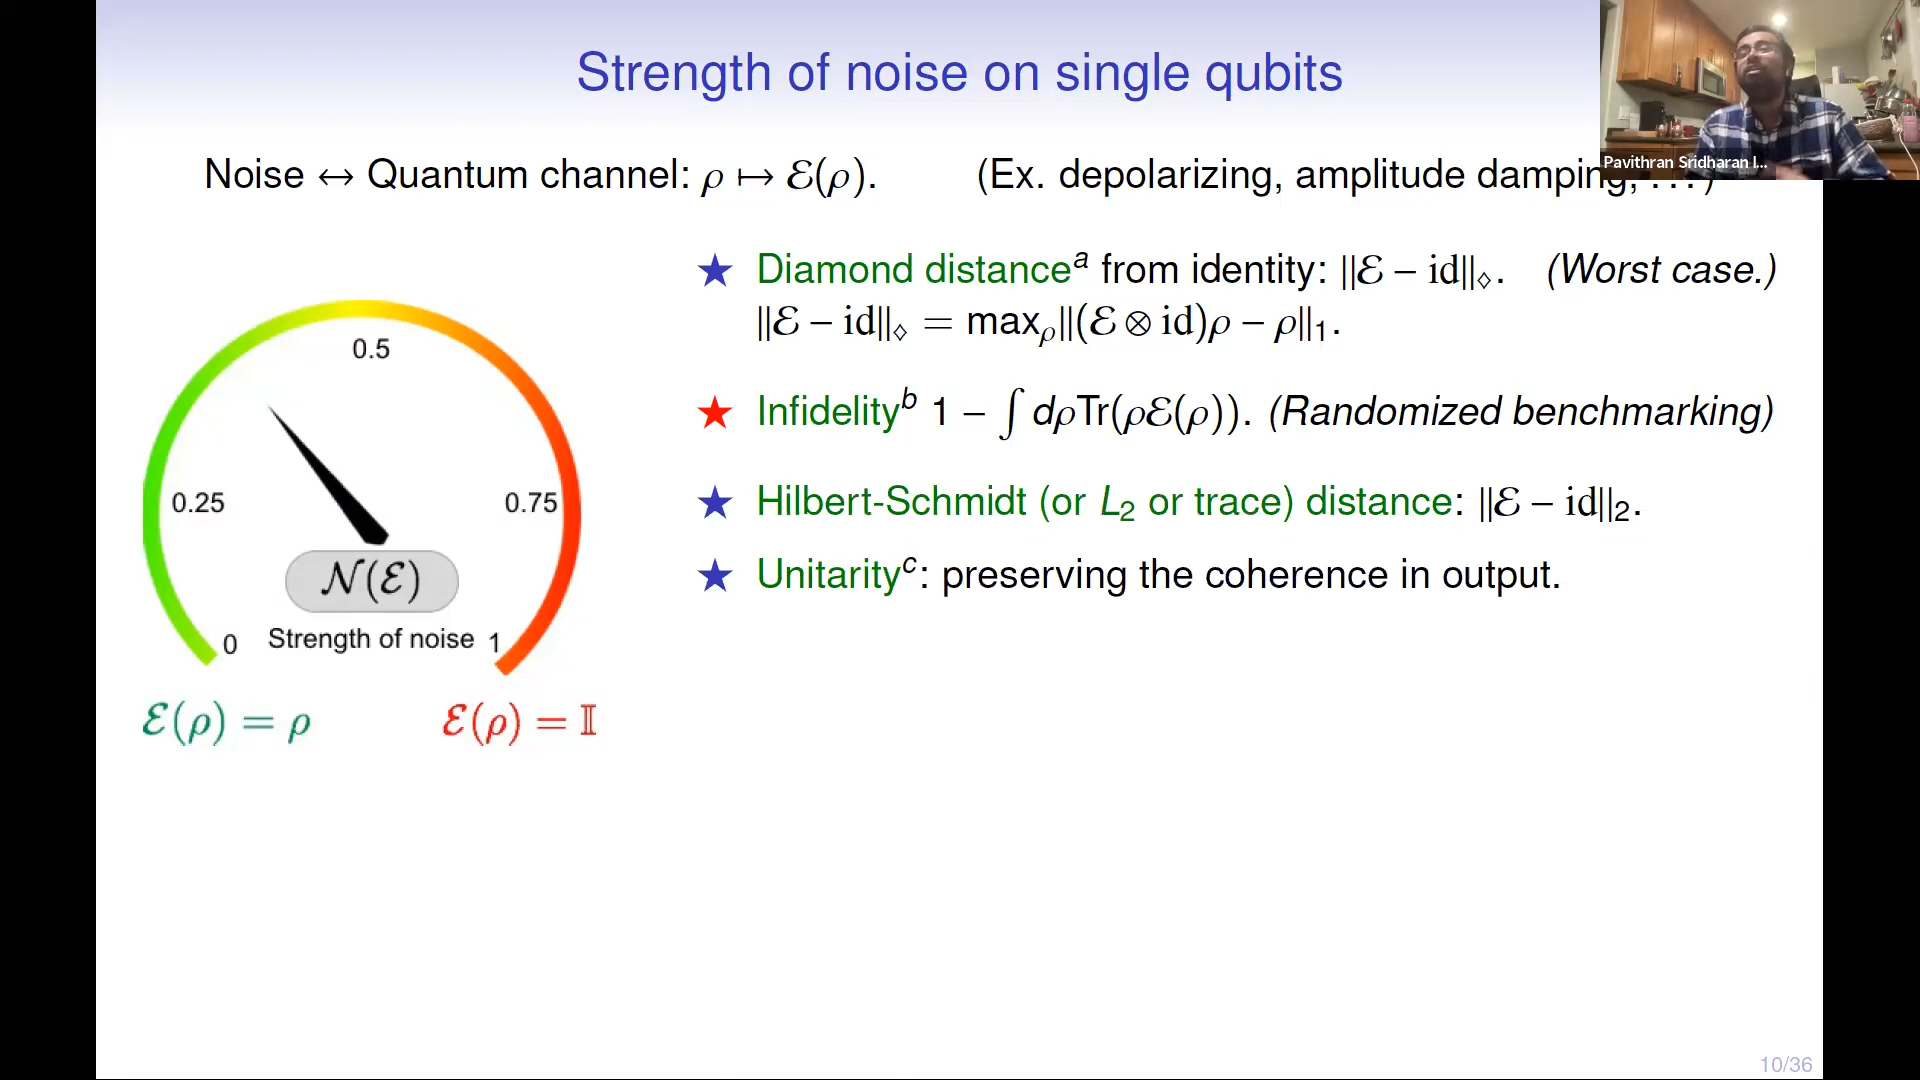 Strength of noise on single qubits
Pavithran Sridharan I...
Noise ↔ Quantum channel: ρ ↦ ℰ(ρ). (Ex. depolarizing, amplitude damping, ...)
★ Diamond distanceᵃ from identity: ||ℰ − id||⋄. (Worst case.)
||ℰ − id||⋄ = maxρ||(ℰ ⊗ id)ρ − ρ||₁.
★ Infidelityᵇ 1 − ∫ dρTr(ρℰ(ρ)). (Randomized benchmarking)
★ Hilbert-Schmidt (or L₂ or trace) distance: ||ℰ − id||₂.
★ Unitarityᶜ: preserving the coherence in output.
0.5
0.25 0.75
𝒩(ℰ)
0 Strength of noise 1
ℰ(ρ) = ρ ℰ(ρ) = 𝕀
10/36